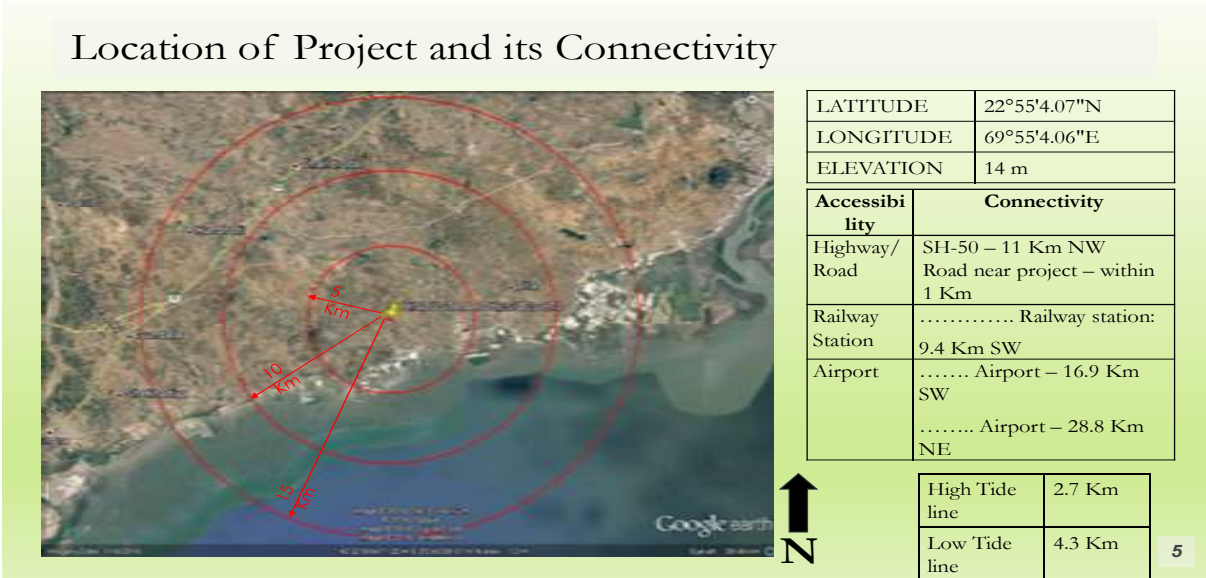 Location of Project and its Connectivity
5
Km
10
Km
15
Km
Google earth
N
LATITUDE 22°55'4.07"N
LONGITUDE 69°55'4.06"E
ELEVATION 14 m
Accessibi
lity
Connectivity
Highway/
Road
SH-50 – 11 Km NW
Road near project – within
1 Km
Railway
Station
…………. Railway station:
9.4 Km SW
Airport
……. Airport – 16.9 Km
SW
…….. Airport – 28.8 Km
NE
High Tide
line
2.7 Km
Low Tide
line
4.3 Km
5